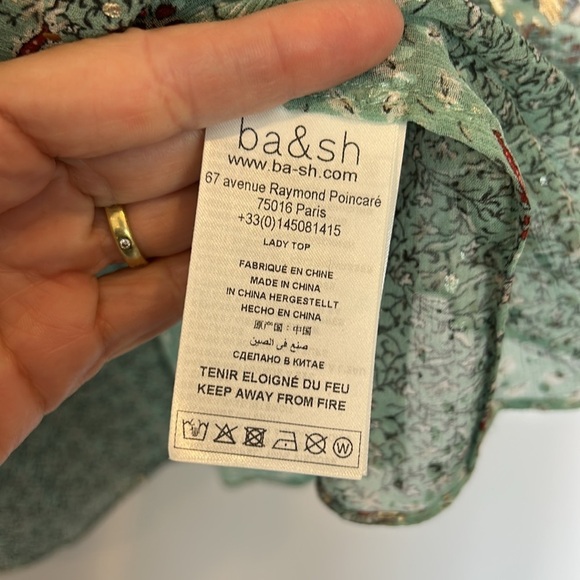 ba&sh
www.ba-sh.com
67 avenue Raymond Poincaré
75016 Paris
+33(0)145081415
LADY TOP
FABRIQUÉ EN CHINE
MADE IN CHINA
IN CHINA HERGESTELLT
HECHO EN CHINA
原产国：中国
صنع في الصين
СДЕЛАНО В КИТАЕ
TENIR ELOIGNÉ DU FEU
KEEP AWAY FROM FIRE
W